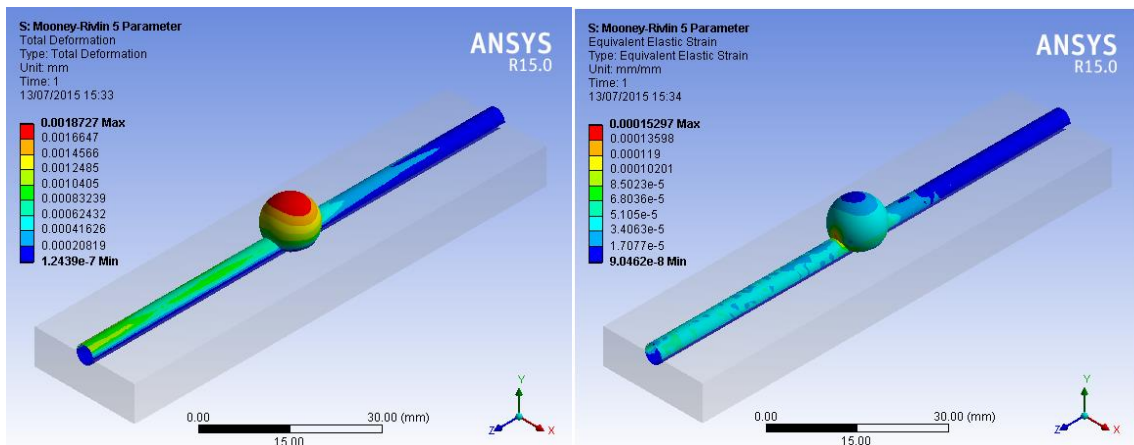 S: Mooney-Rivlin 5 Parameter
Total Deformation
Type: Total Deformation
Unit: mm
Time: 1
13/07/2015 15:33
ANSYS
R15.0
0.0018727 Max
0.0016647
0.0014566
0.0012485
0.0010405
0.00083239
0.00062432
0.00041626
0.00020819
1.2439e-7 Min
0.00
30.00 (mm)
15.00
Y
Z
X
S: Mooney-Rivlin 5 Parameter
Equivalent Elastic Strain
Type: Equivalent Elastic Strain
Unit: mm/mm
Time: 1
13/07/2015 15:34
ANSYS
R15.0
0.00015297 Max
0.00013598
0.000119
0.00010201
8.5023e-5
6.8036e-5
5.105e-5
3.4063e-5
1.7077e-5
9.0462e-8 Min
0.00
30.00 (mm)
15.00
Y
Z
X